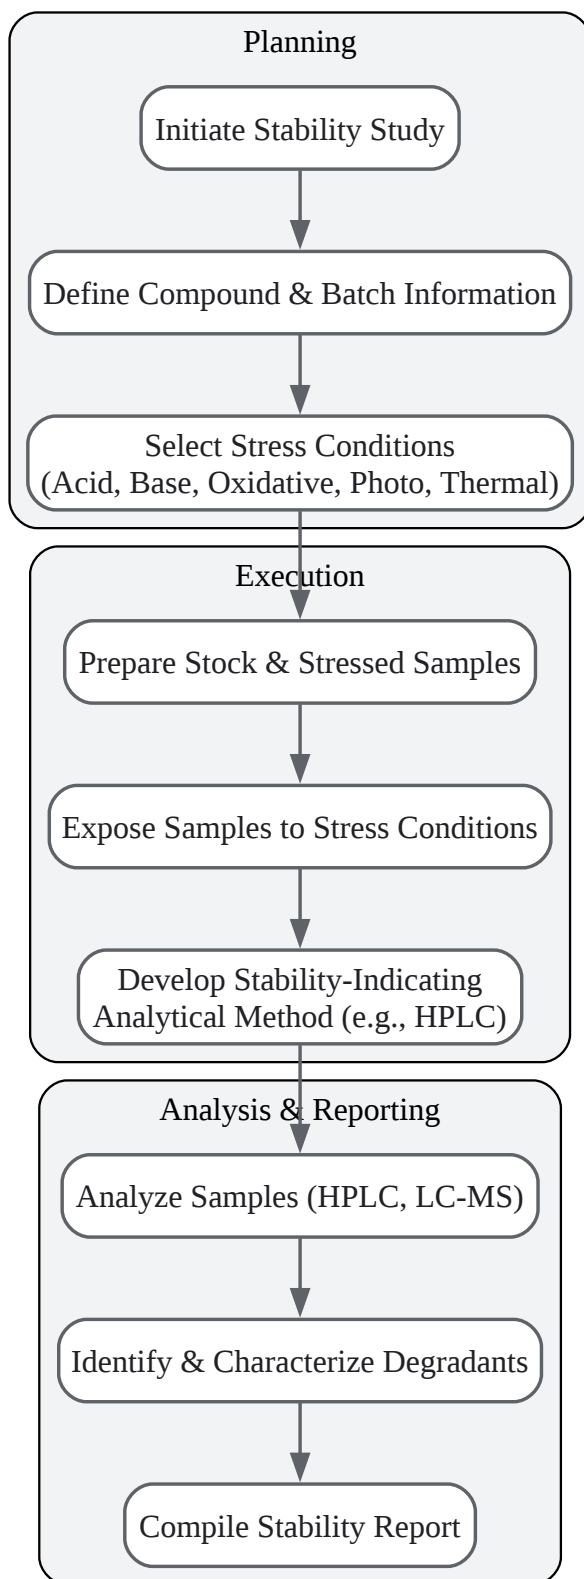 Planning
Initiate Stability Study
Define Compound & Batch Information
Select Stress Conditions
(Acid, Base, Oxidative, Photo, Thermal)
Execution
Prepare Stock & Stressed Samples
Expose Samples to Stress Conditions
Develop Stability-Indicating
Analytical Method (e.g., HPLC)
Analysis & Reporting
Analyze Samples (HPLC, LC-MS)
Identify & Characterize Degradants
Compile Stability Report